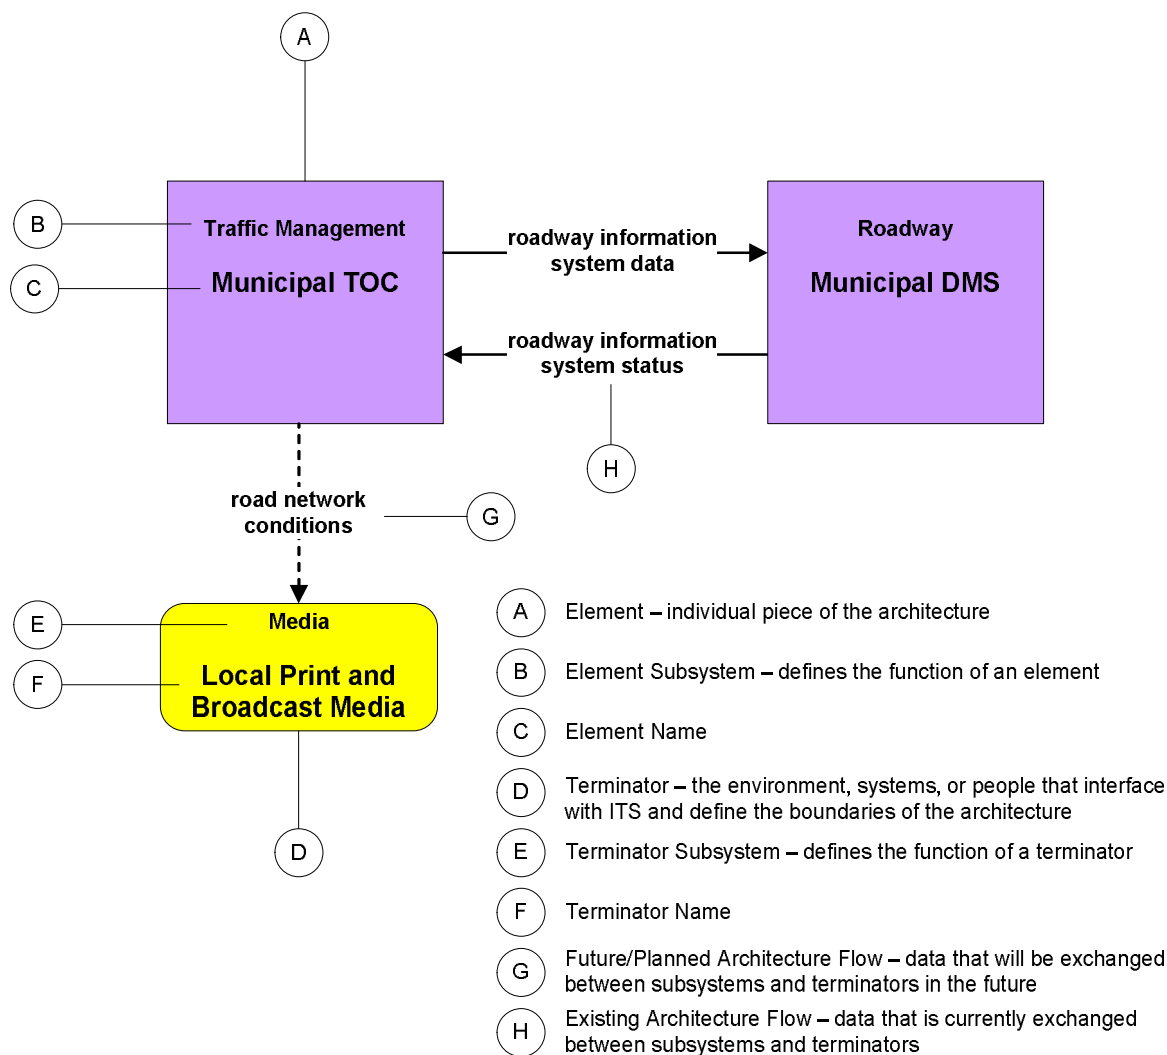 A
B
Traffic Management
C
Municipal TOC
roadway information
system data
Roadway
Municipal DMS
roadway information
system status
H
road network
conditions
G
E
Media
F
Local Print and
Broadcast Media
D
A
Element – individual piece of the architecture
B
Element Subsystem – defines the function of an element
C
Element Name
D
Terminator – the environment, systems, or people that interface
with ITS and define the boundaries of the architecture
E
Terminator Subsystem – defines the function of a terminator
F
Terminator Name
G
Future/Planned Architecture Flow – data that will be exchanged
between subsystems and terminators in the future
H
Existing Architecture Flow – data that is currently exchanged
between subsystems and terminators